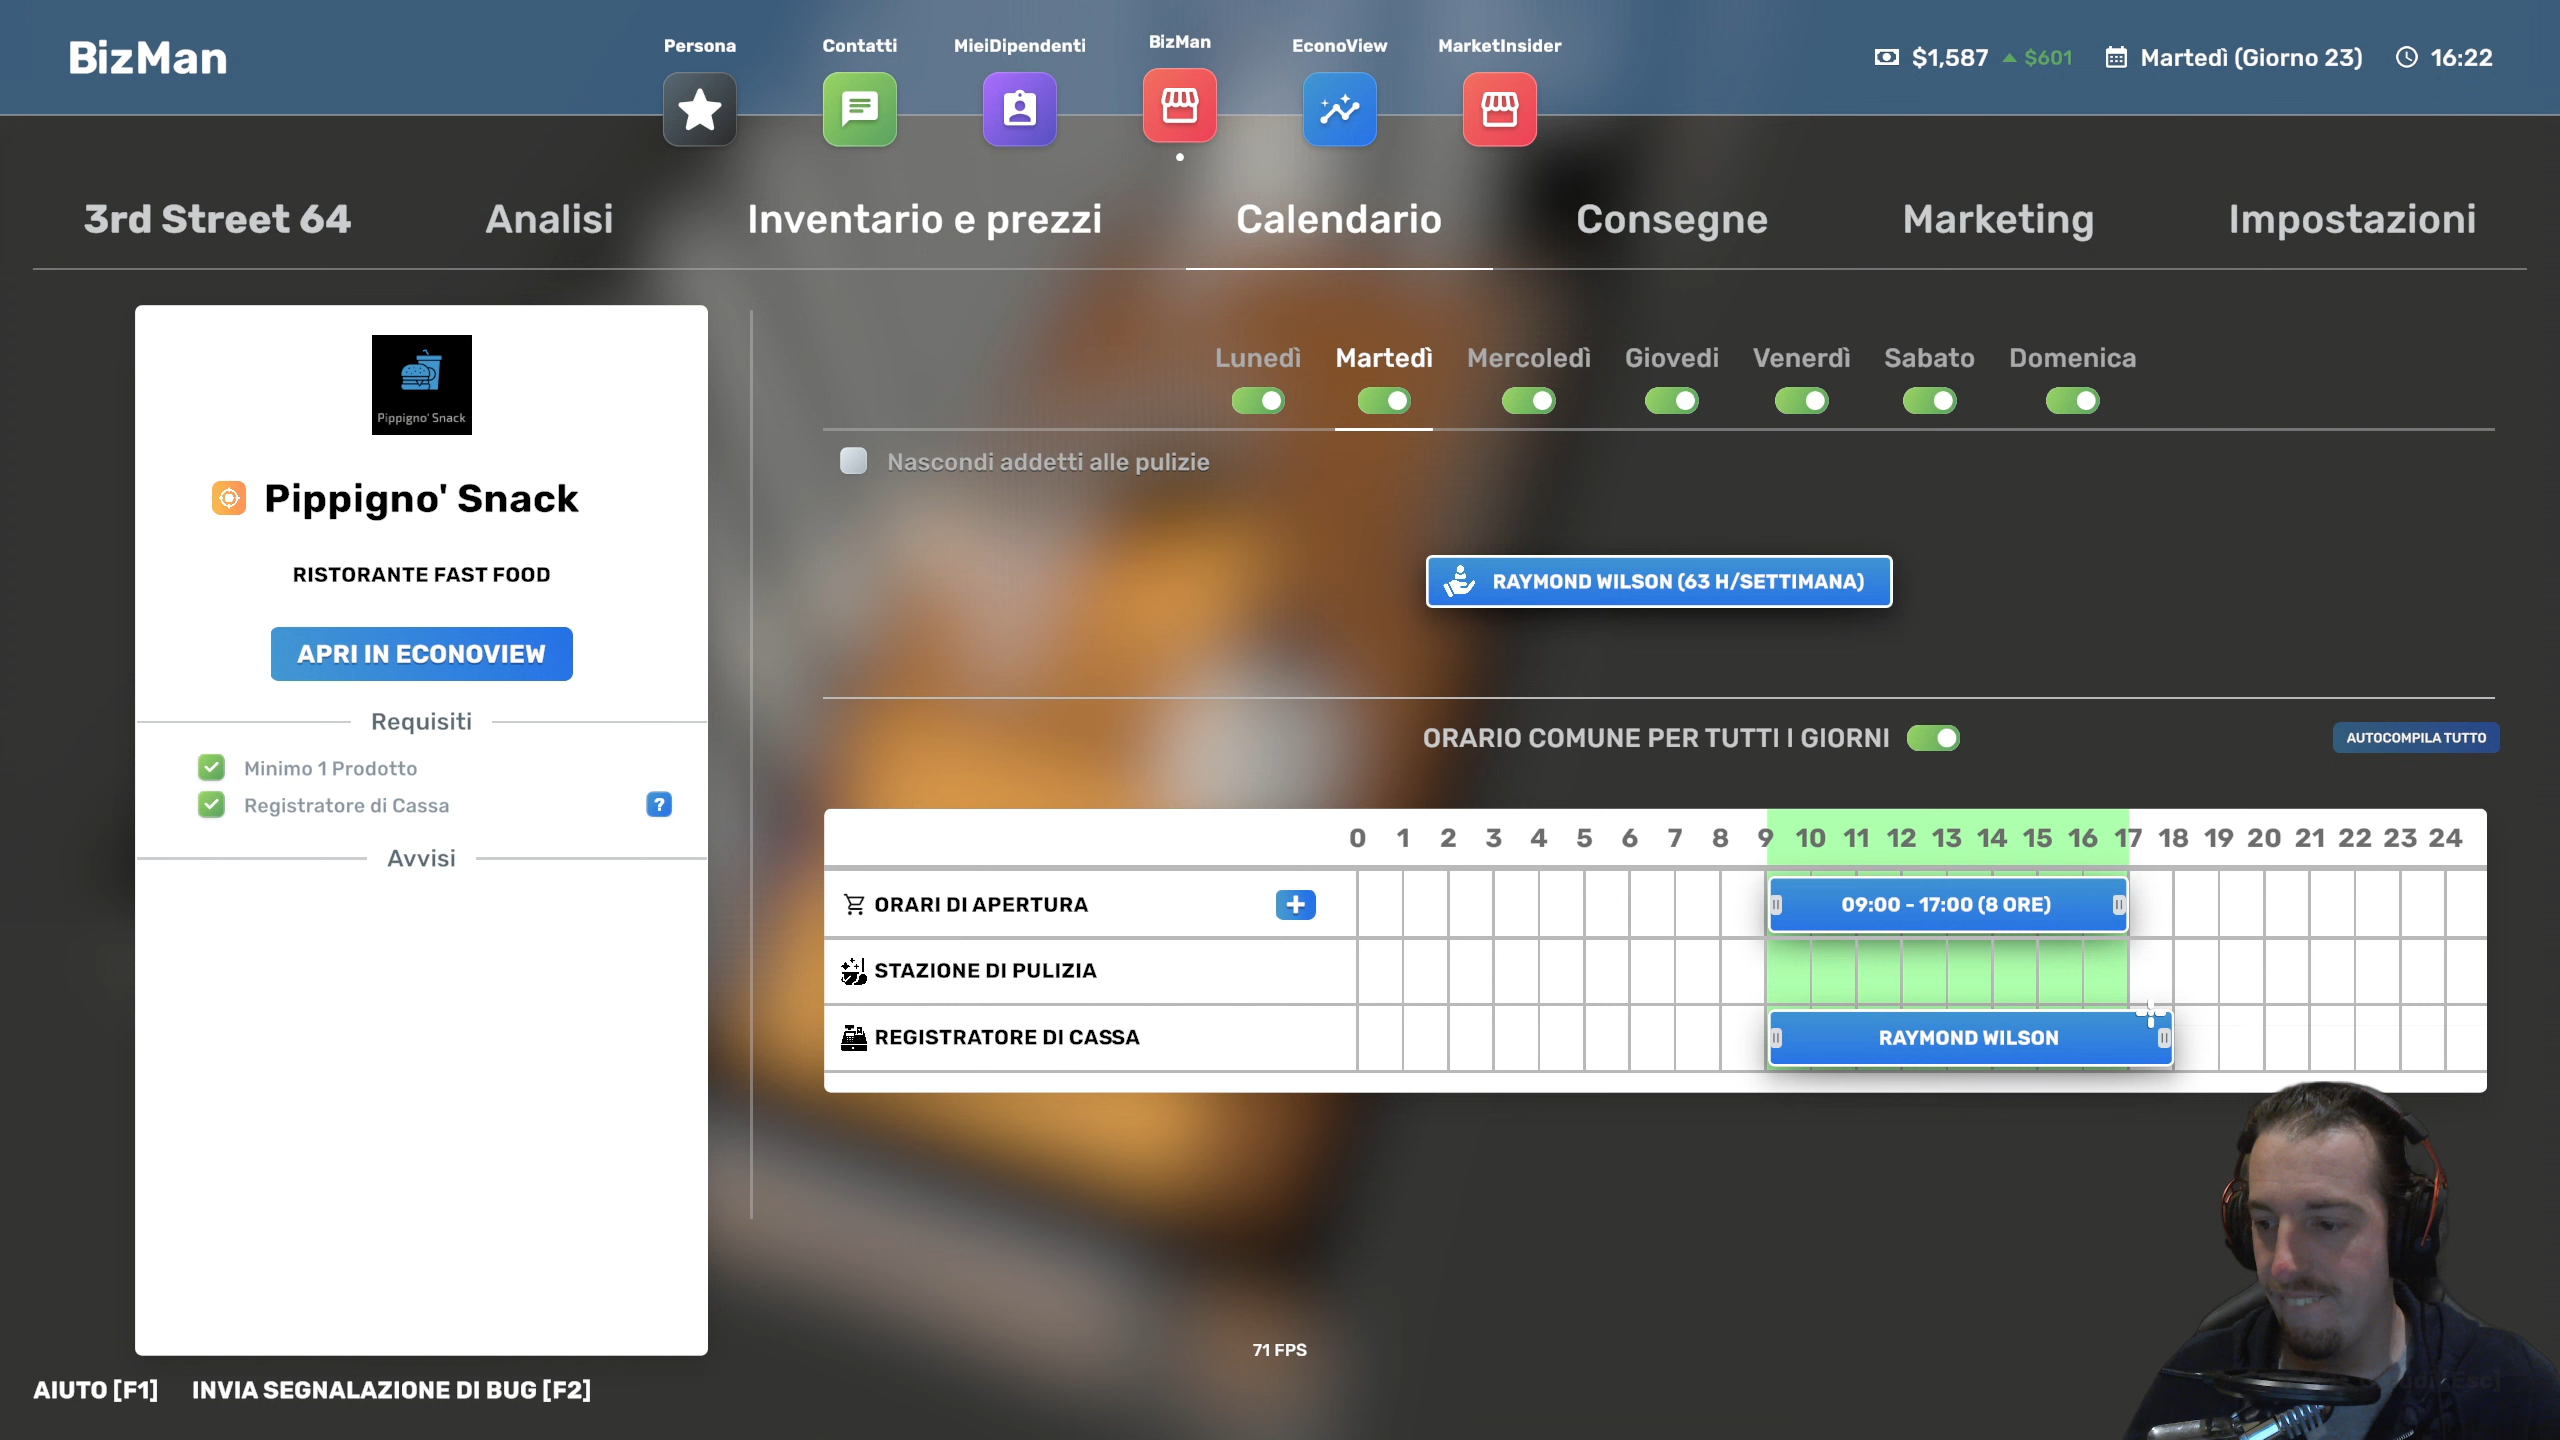 BizMan
Persona
Contatti
MieiDipendenti
BizMan
EconoView
MarketInsider
$1,587 $601
Martedì (Giorno 23)
16:22
3rd Street 64
Analisi
Inventario e prezzi
Calendario
Consegne
Marketing
Impostazioni
Pippigno' Snack
Pippigno' Snack
RISTORANTE FAST FOOD
APRI IN ECONOVIEW
Requisiti
Minimo 1 Prodotto
Registratore di Cassa
?
Avvisi
Lunedì Martedì Mercoledì Giovedi Venerdì Sabato Domenica
Nascondi addetti alle pulizie
RAYMOND WILSON (63 H/SETTIMANA)
ORARIO COMUNE PER TUTTI I GIORNI
AUTOCOMPILA TUTTO
0 1 2 3 4 5 6 7 8 9 10 11 12 13 14 15 16 17 18 19 20 21 22 23 24
ORARI DI APERTURA
09:00 - 17:00 (8 ORE)
STAZIONE DI PULIZIA
REGISTRATORE DI CASSA
RAYMOND WILSON
71 FPS
AIUTO [F1]
INVIA SEGNALAZIONE DI BUG [F2]